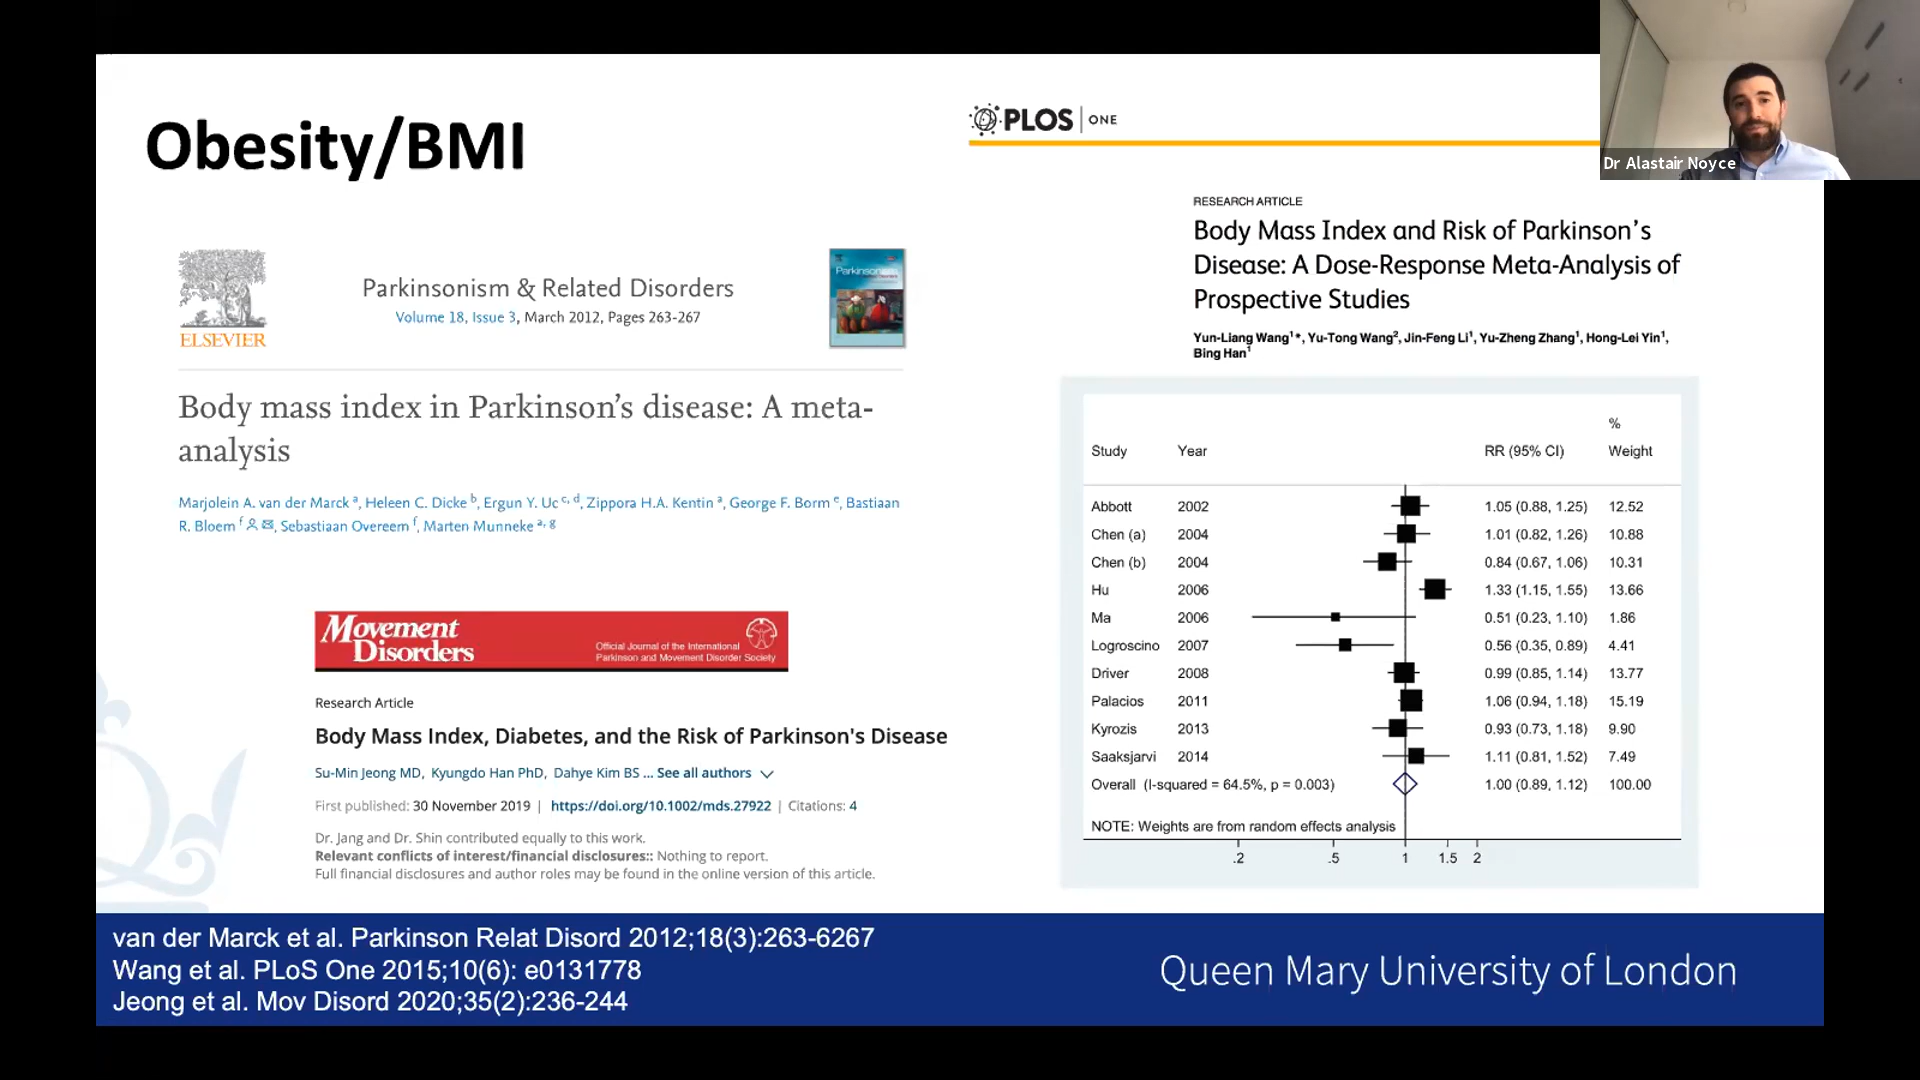 Obesity/BMI
ELSEVIER
Parkinsonism & Related Disorders
Volume 18, Issue 3, March 2012, Pages 263-267
Body mass index in Parkinson's disease: A meta-
analysis
Marjolein A. van der Marck a, Heleen C. Dicke b, Ergun Y. Uc c, d, Zippora H.A. Kentin a, George F. Borm e, Bastiaan
R. Bloem f, Sebastiaan Overeem f, Marten Munneke a, g
Movement
Disorders
Official Journal of the International
Parkinson and Movement Disorder Society
Research Article
Body Mass Index, Diabetes, and the Risk of Parkinson's Disease
Su-Min Jeong MD, Kyungdo Han PhD, Dahye Kim BS ... See all authors
First published: 30 November 2019 | https://doi.org/10.1002/mds.27922 | Citations: 4
Dr. Jang and Dr. Shin contributed equally to this work.
Relevant conflicts of interest/financial disclosures:: Nothing to report.
Full financial disclosures and author roles may be found in the online version of this article.
PLOS | ONE
RESEARCH ARTICLE
Body Mass Index and Risk of Parkinson's
Disease: A Dose-Response Meta-Analysis of
Prospective Studies
Yun-Liang Wang1*, Yu-Tong Wang2, Jin-Feng Li1, Yu-Zheng Zhang1, Hong-Lei Yin1,
Bing Han1
%
Study Year RR (95% CI) Weight
Abbott 2002 1.05 (0.88, 1.25) 12.52
Chen (a) 2004 1.01 (0.82, 1.26) 10.88
Chen (b) 2004 0.84 (0.67, 1.06) 10.31
Hu 2006 1.33 (1.15, 1.55) 13.66
Ma 2006 0.51 (0.23, 1.10) 1.86
Logroscino 2007 0.56 (0.35, 0.89) 4.41
Driver 2008 0.99 (0.85, 1.14) 13.77
Palacios 2011 1.06 (0.94, 1.18) 15.19
Kyrozis 2013 0.93 (0.73, 1.18) 9.90
Saaksjarvi 2014 1.11 (0.81, 1.52) 7.49
Overall (I-squared = 64.5%, p = 0.003) 1.00 (0.89, 1.12) 100.00
NOTE: Weights are from random effects analysis
.2 .5 1 1.5 2
Dr Alastair Noyce
van der Marck et al. Parkinson Relat Disord 2012;18(3):263-6267
Wang et al. PLoS One 2015;10(6): e0131778
Jeong et al. Mov Disord 2020;35(2):236-244
Queen Mary University of London